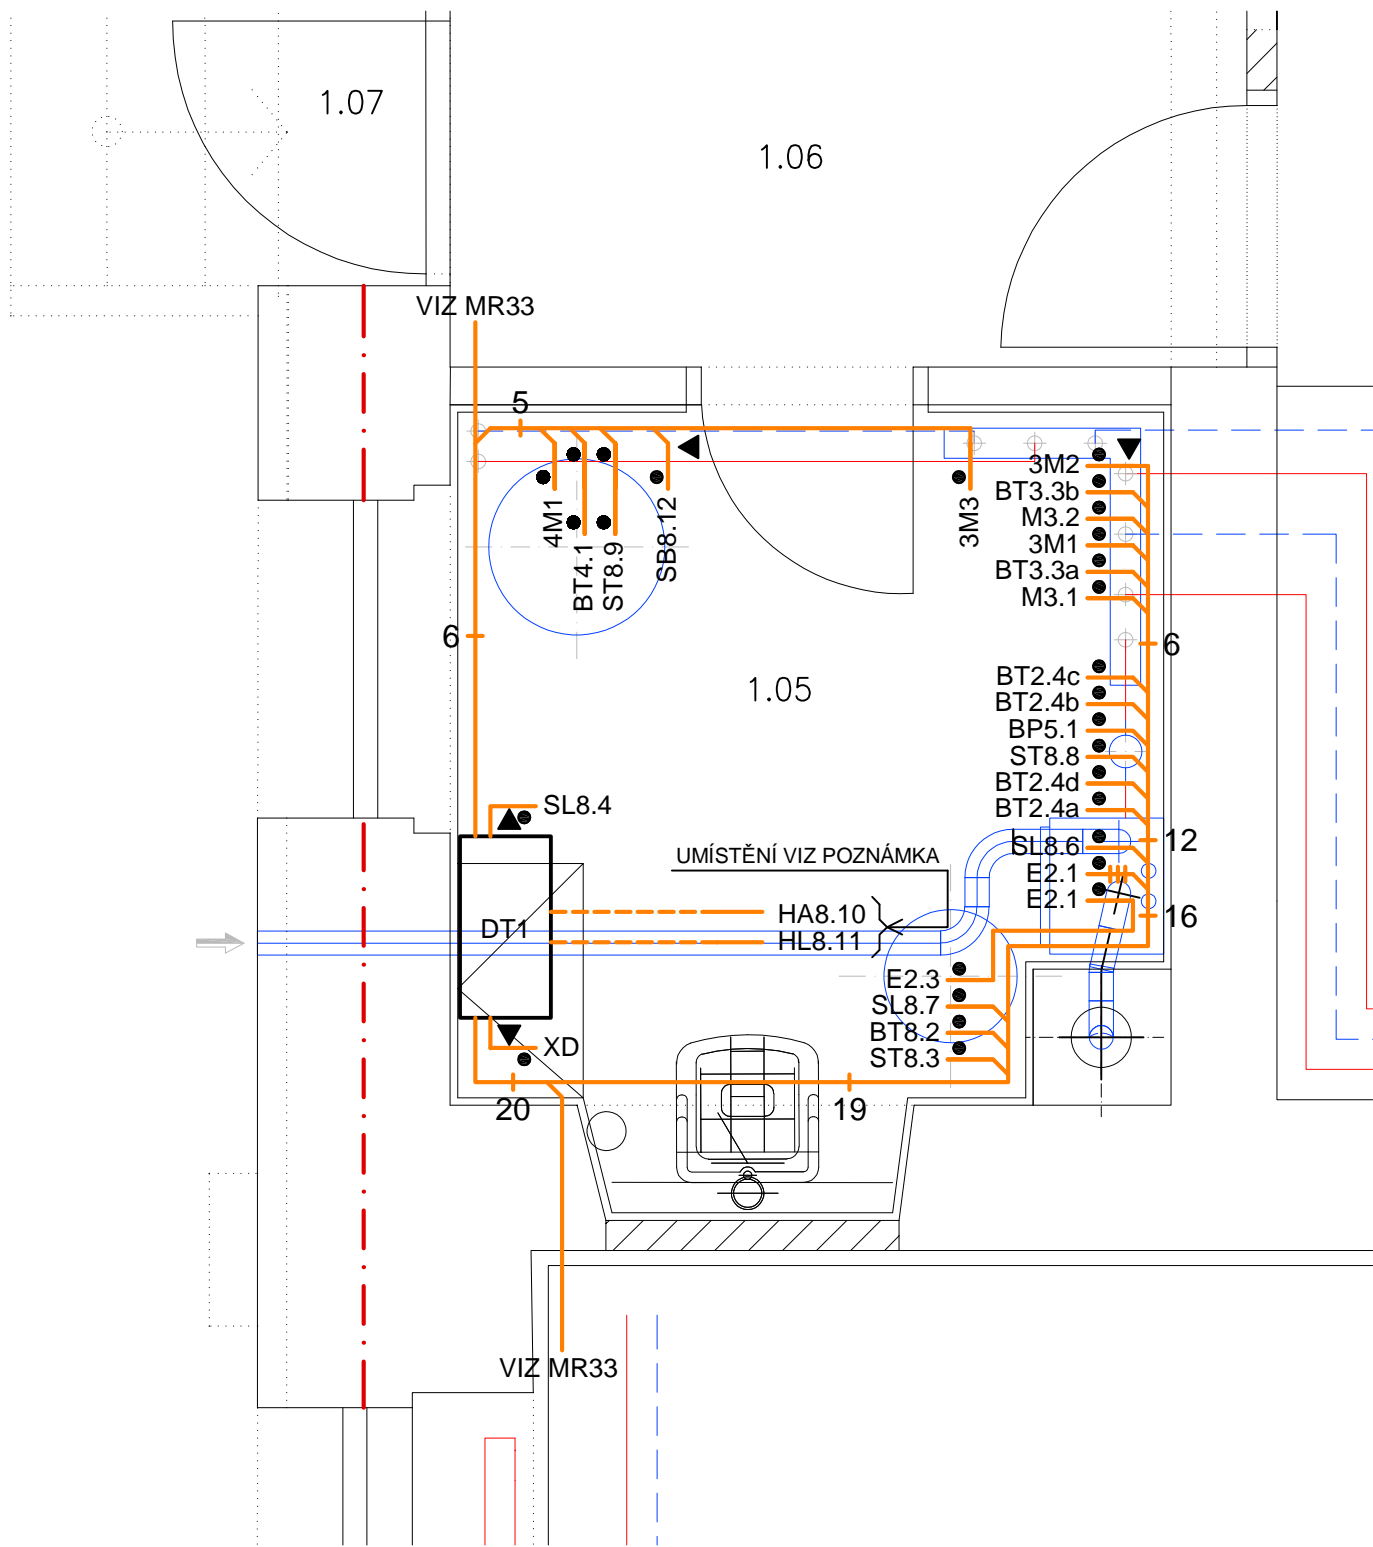 1.07
1.06
VIZ MR33
5
4M1
BT4.1
ST8.9
SB8.12
3M3
3M2
BT3.3b
M3.2
3M1
BT3.3a
M3.1
6
6
1.05
BT2.4c
BT2.4b
BP5.1
ST8.8
BT2.4d
BT2.4a
SL8.4
12
SL8.6
UMÍSTĚNÍ VIZ POZNÁMKA
E2.1
E2.1
HA8.10
16
DT1
HL8.11
E2.3
SL8.7
BT8.2
XD
ST8.3
20
19
VIZ MR33